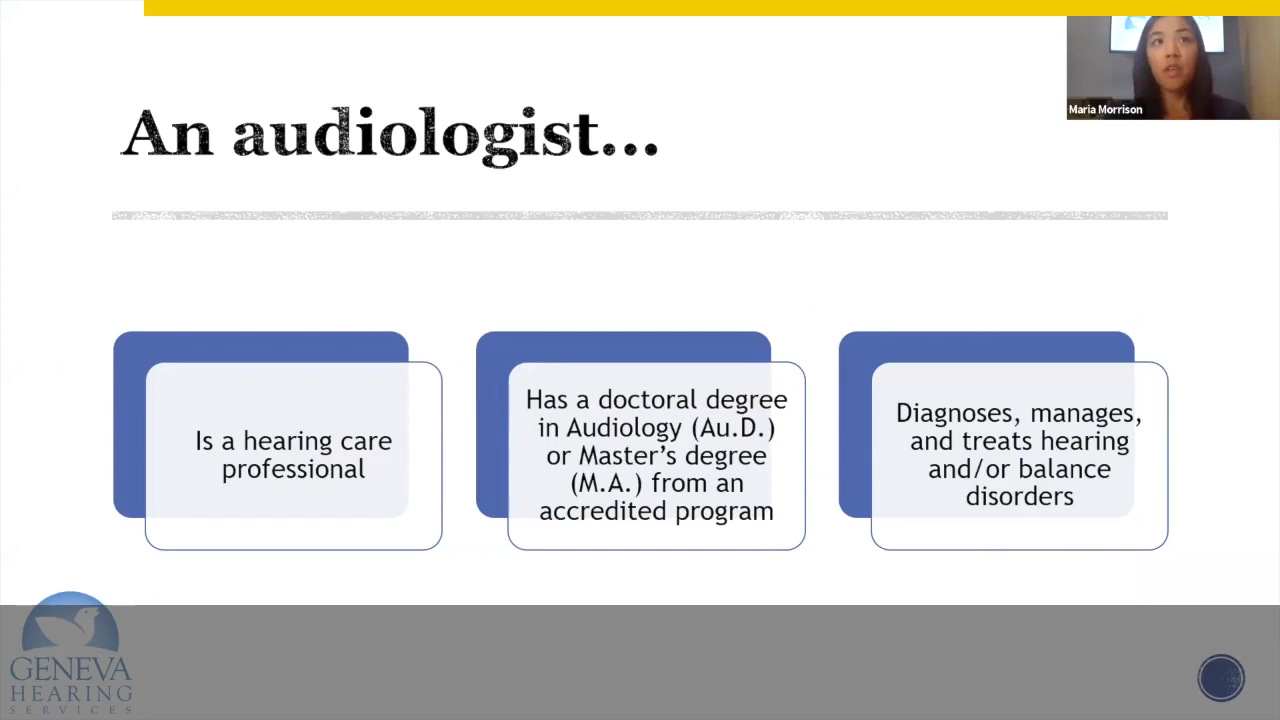 Maria Morrison
An audiologist...
Is a hearing care
professional
Has a doctoral degree
in Audiology (Au.D.)
or Master’s degree
(M.A.) from an
accredited program
Diagnoses, manages,
and treats hearing
and/or balance
disorders
GENEVA
HEARING
SERVICES